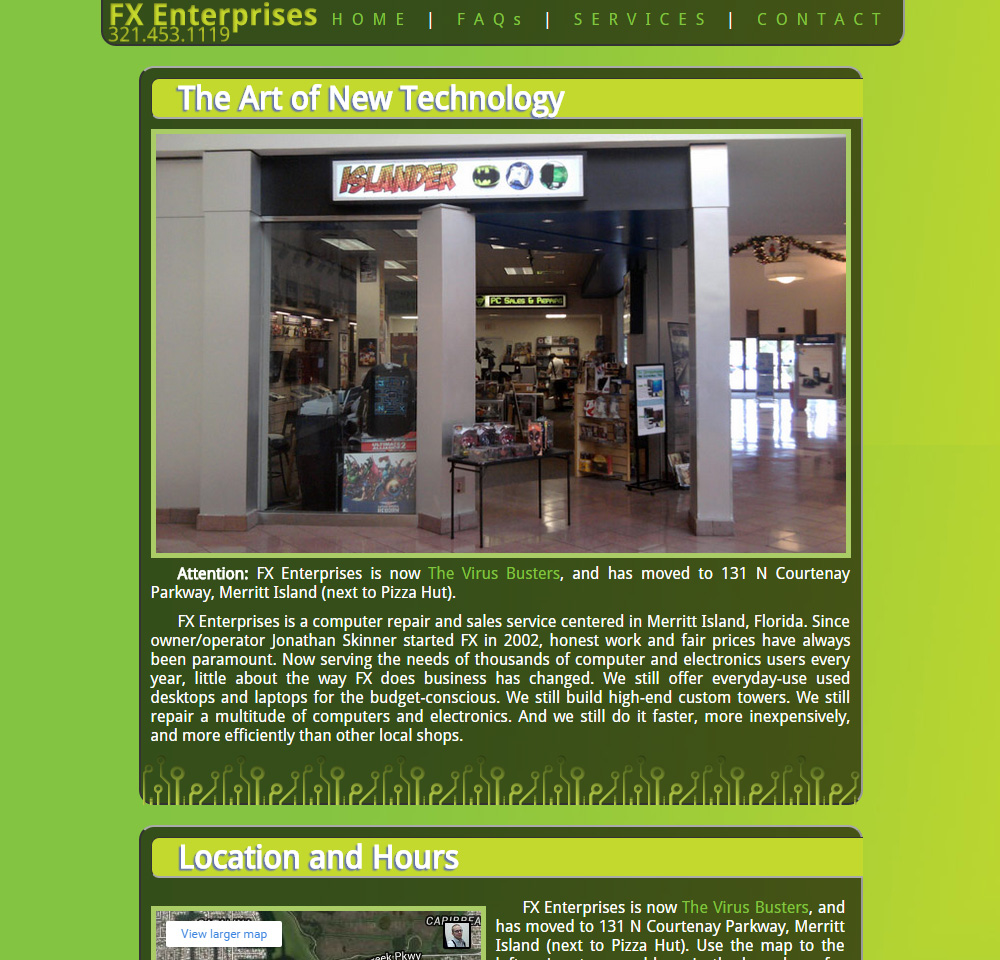 FX Enterprises
321.453.1119
HOME | FAQs | SERVICES | CONTACT
The Art of New Technology
ISLANDER
PC SALES & REPAIRS
Attention: FX Enterprises is now The Virus Busters, and has moved to 131 N Courtenay
Parkway, Merritt Island (next to Pizza Hut).
FX Enterprises is a computer repair and sales service centered in Merritt Island, Florida. Since
owner/operator Jonathan Skinner started FX in 2002, honest work and fair prices have always
been paramount. Now serving the needs of thousands of computer and electronics users every
year, little about the way FX does business has changed. We still offer everyday-use used
desktops and laptops for the budget-conscious. We still build high-end custom towers. We still
repair a multitude of computers and electronics. And we still do it faster, more inexpensively,
and more efficiently than other local shops.
Location and Hours
View larger map
FX Enterprises is now The Virus Busters, and
has moved to 131 N Courtenay Parkway, Merritt
Island (next to Pizza Hut). Use the map to the